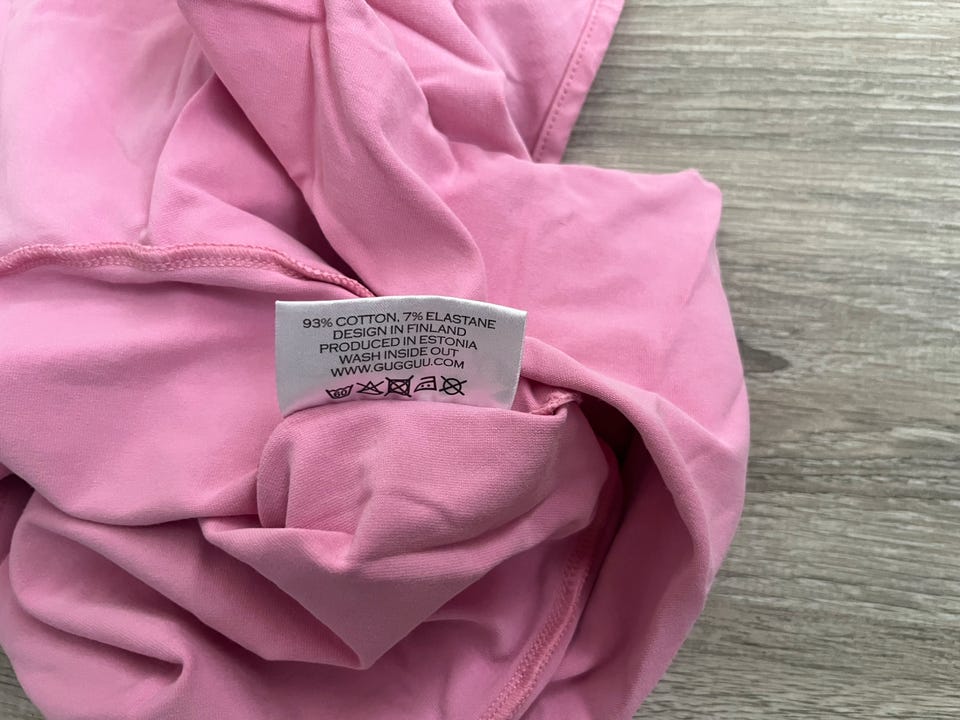 93% COTTON, 7% ELASTANE
DESIGN IN FINLAND
PRODUCED IN ESTONIA
WASH INSIDE OUT
WWW.GUGGUU.COM